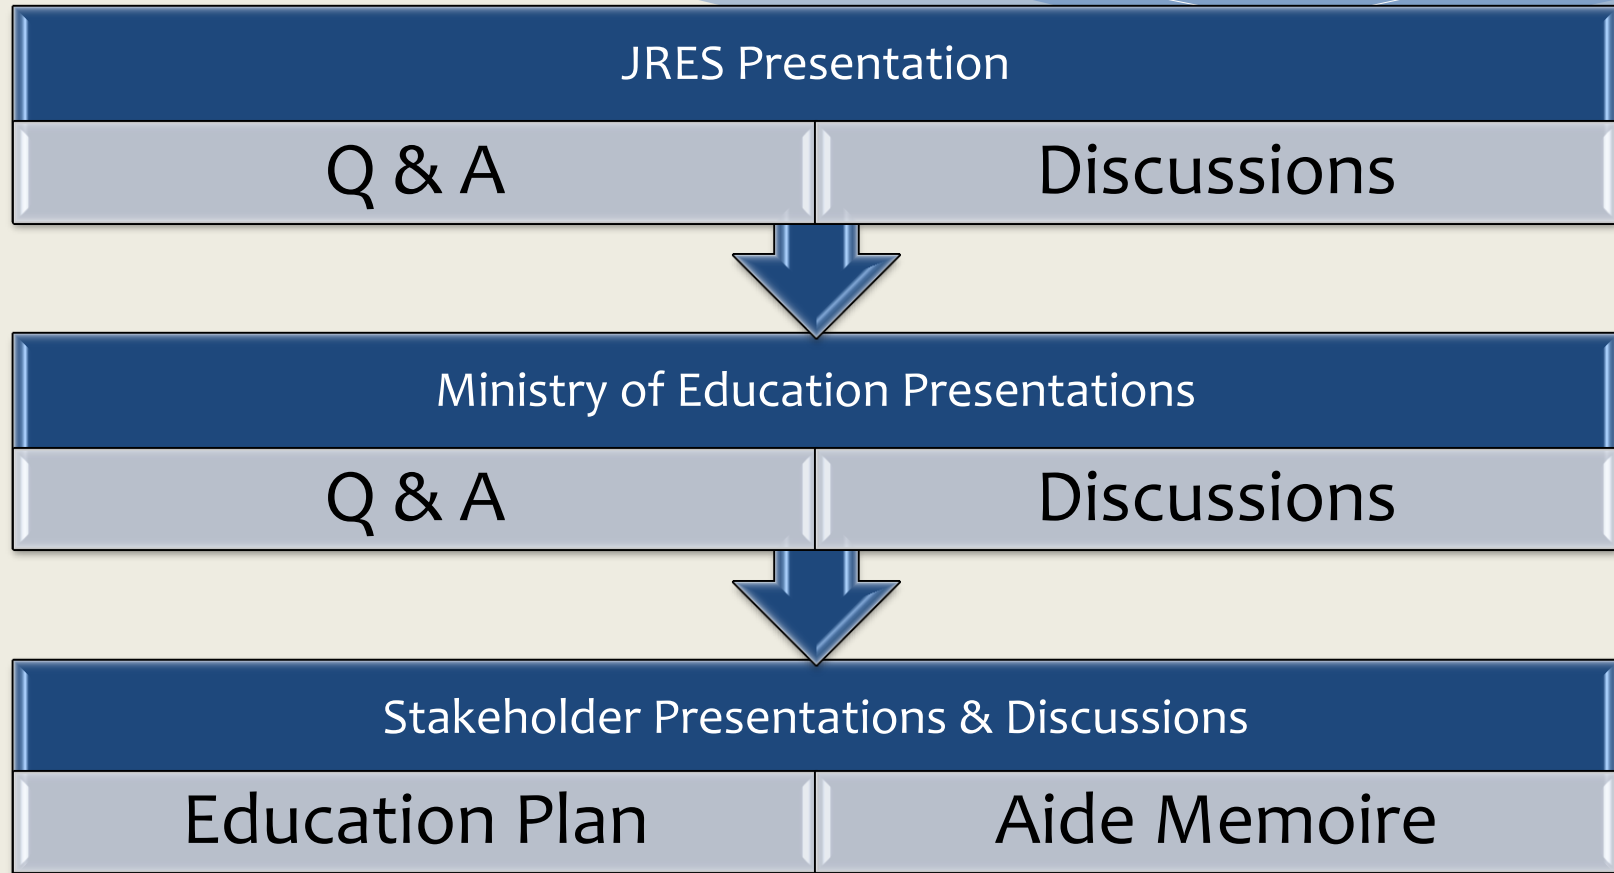 JRES Presentation
Q & A
Discussions
Ministry of Education Presentations
Q & A
Discussions
Stakeholder Presentations & Discussions
Education Plan
Aide Memoire